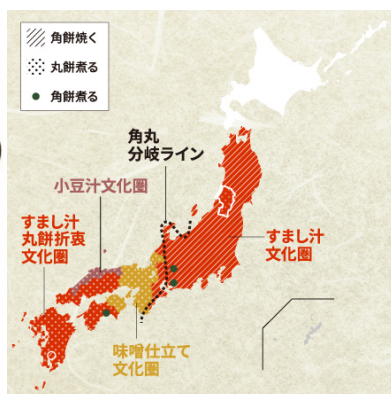 角餅焼く
丸餅煮る
角餅煮る
角丸
分岐ライン
小豆汁文化圏
すまし汁
丸餅折衷
文化圏
すまし汁
文化圏
味噌仕立て
文化圏